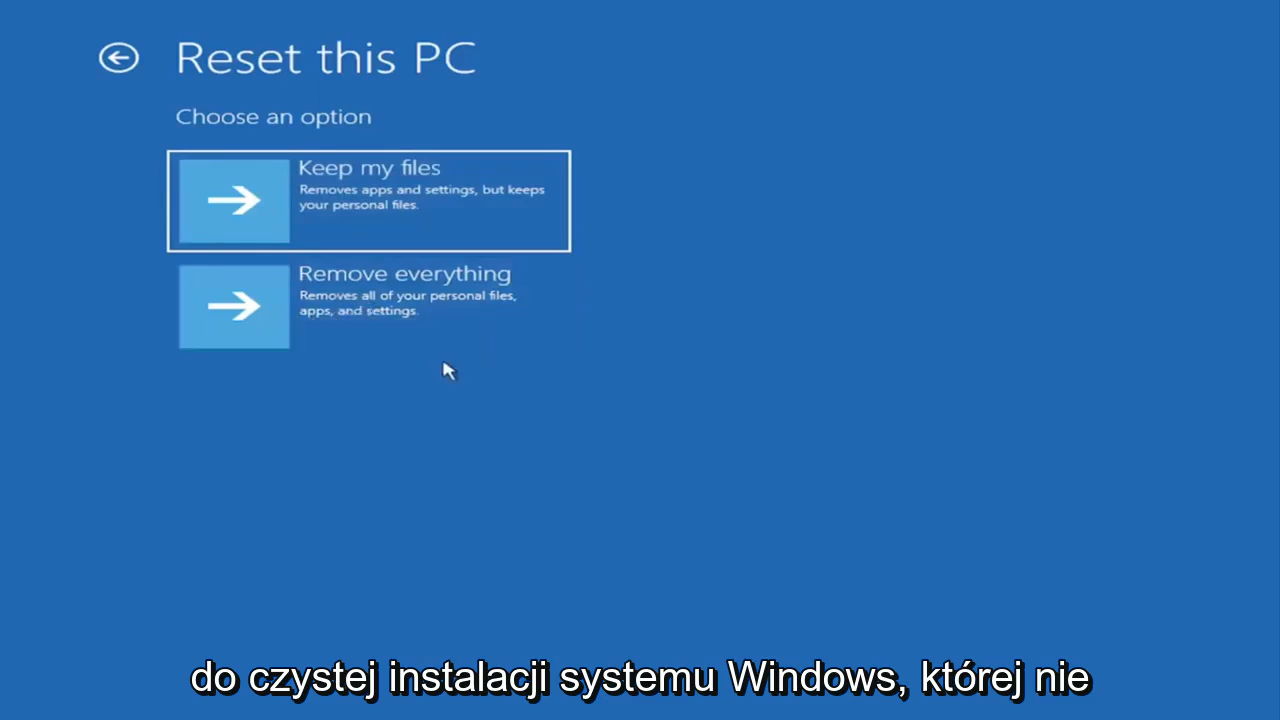 Reset this PC
Choose an option
Keep my files
Removes apps and settings, but keeps
your personal files.
Remove everything
Removes all of your personal files,
apps, and settings.
do czystej instalacji systemu Windows, której nie